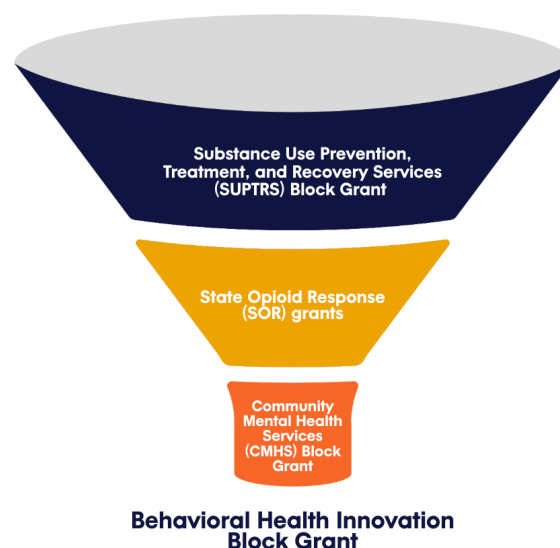 Substance Use Prevention,
Treatment, and Recovery Services
(SUPTRS) Block Grant
State Opioid Response
(SOR) grants
Community
Mental Health
Services
(CMHS) Block
Grant
Behavioral Health Innovation
Block Grant